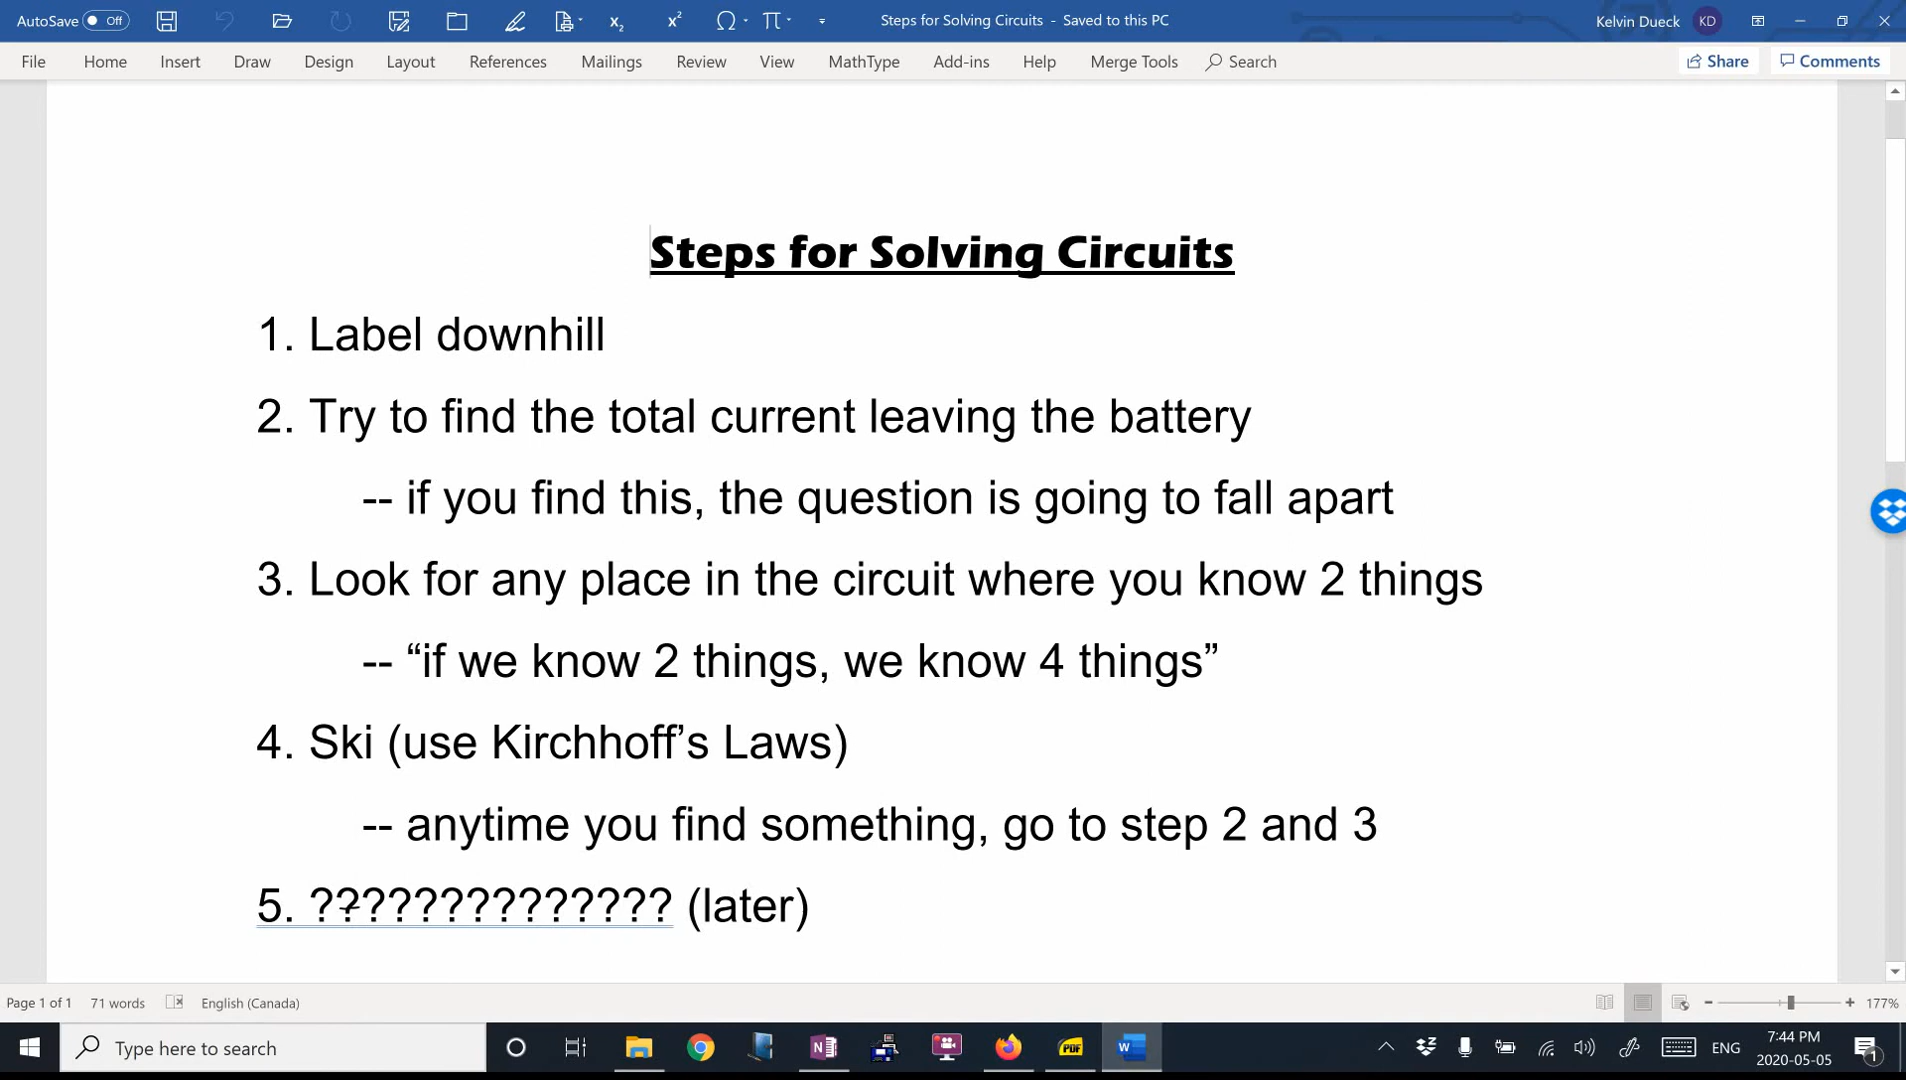 AutoSave Off
Steps for Solving Circuits - Saved to this PC
Kelvin Dueck KD
File Home Insert Draw Design Layout References Mailings Review View MathType Add-ins Help Merge Tools Search Share Comments
Steps for Solving Circuits
1. Label downhill
2. Try to find the total current leaving the battery
-- if you find this, the question is going to fall apart
3. Look for any place in the circuit where you know 2 things
-- “if we know 2 things, we know 4 things”
4. Ski (use Kirchhoff’s Laws)
-- anytime you find something, go to step 2 and 3
5. ?????????????? (later)
Page 1 of 1 71 words English (Canada) 177%
Type here to search
ENG
7:44 PM
2020-05-05